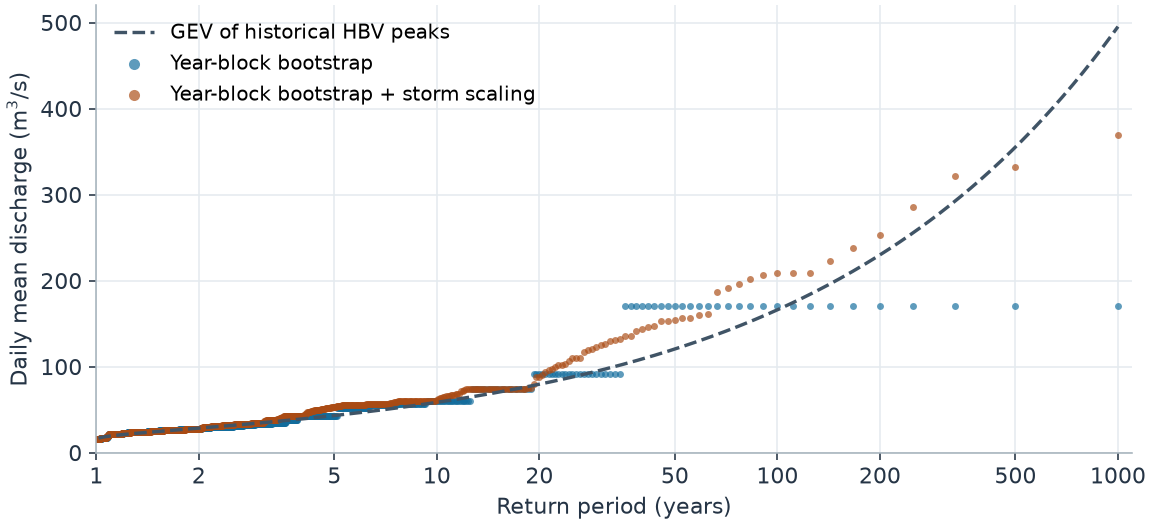 GEV of historical HBV peaks
Year-block bootstrap
Year-block bootstrap + storm scaling
Daily mean discharge (m³/s)
500
400
300
200
100
0
1 2 5 10 20 50 100 200 500 1000
Return period (years)